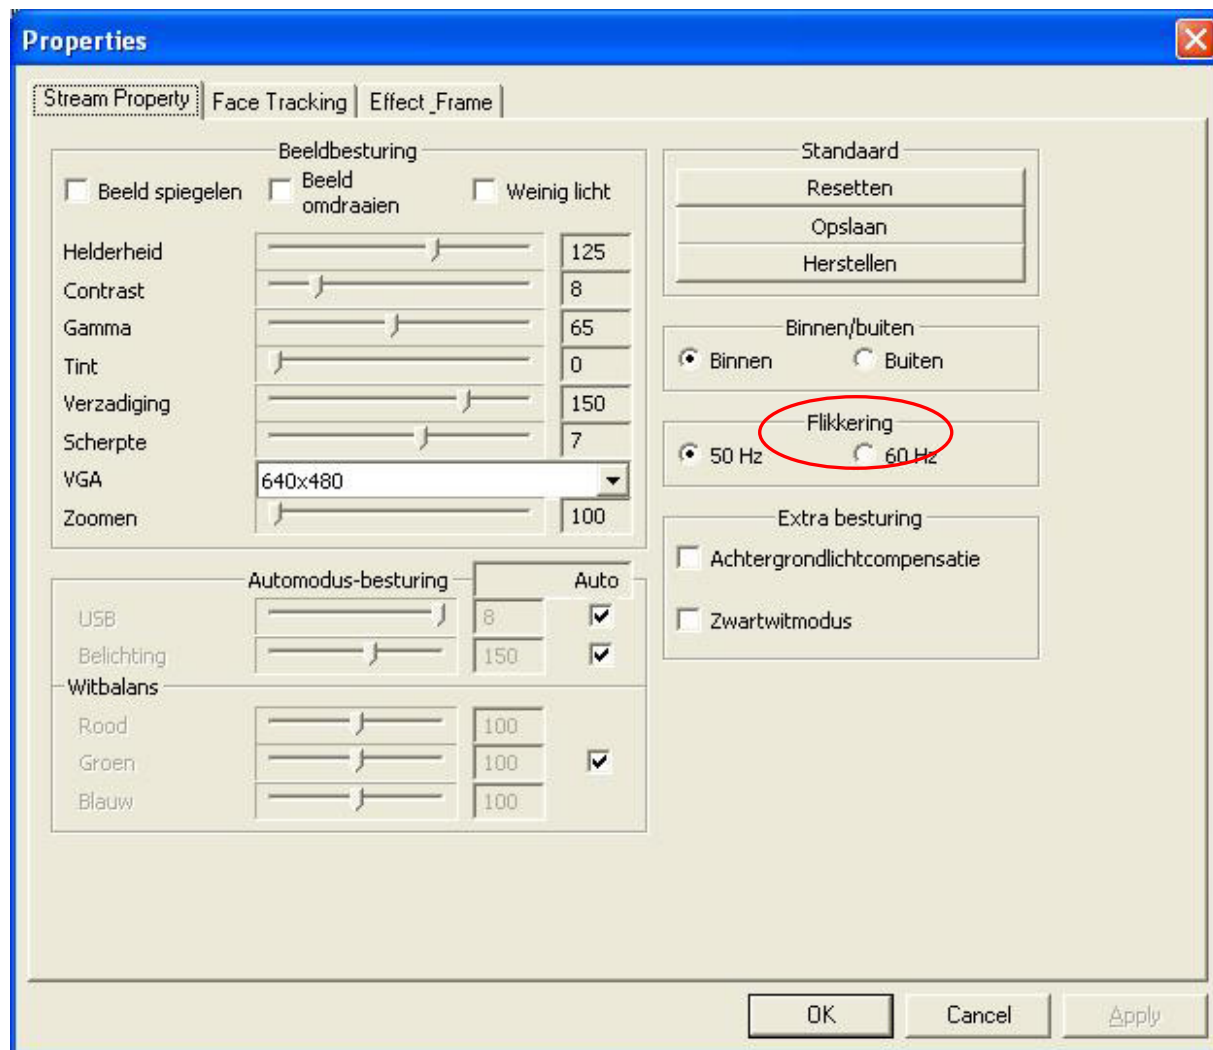 Properties
Stream Property Face Tracking Effect_Frame
Beeldbesturing
Beeld spiegelen
Beeld
omdraaien
Weinig licht
Helderheid 125
Contrast 8
Gamma 65
Tint 0
Verzadiging 150
Scherpte 7
VGA 640x480
Zoomen 100
Automodus-besturing Auto
USB 8
Belichting 150
Witbalans
Rood 100
Groen 100
Blauw 100
Standaard
Resetten
Opslaan
Herstellen
Binnen/buiten
Binnen Buiten
Flikkering
50 Hz 60 Hz
Extra besturing
Achtergrondlichtcompensatie
Zwartwitmodus
OK Cancel Apply